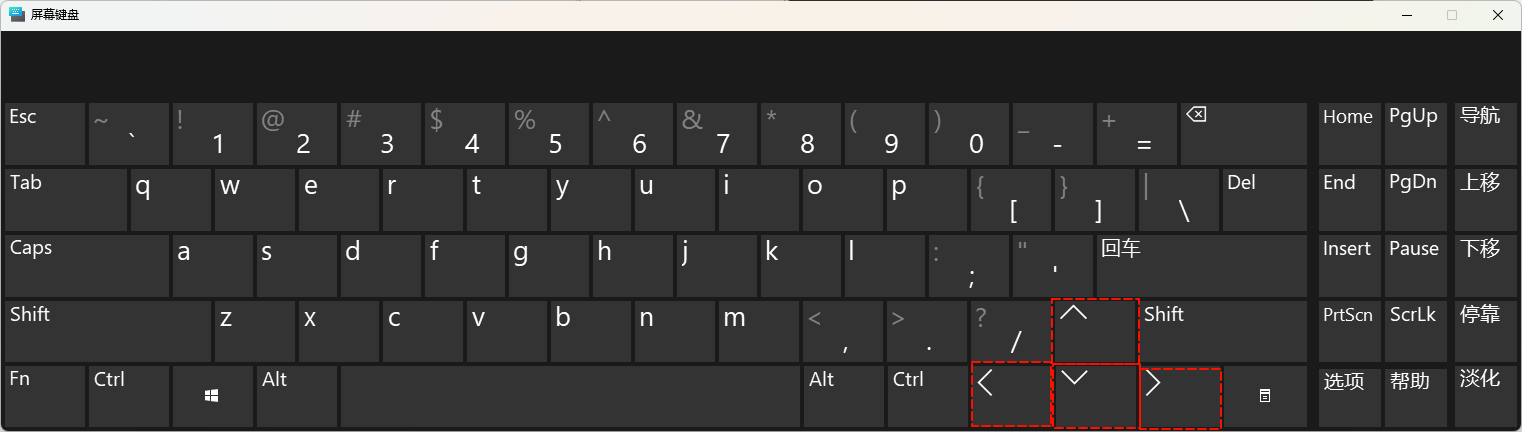 屏幕键盘
Esc ~ ` ! 1 @ 2 # 3 $ 4 % 5 ^ 6 & 7 * 8 ( 9 ) 0 _ - + = Home PgUp 导航
Tab q w e r t y u i o p { [ } ] | \ Del End PgDn 上移
Caps a s d f g h j k l : ; " ' 回车 Insert Pause 下移
Shift z x c v b n m < , > . ? / Shift PrtScn ScrLk 停靠
Fn Ctrl Alt Alt Ctrl 选项 帮助 淡化